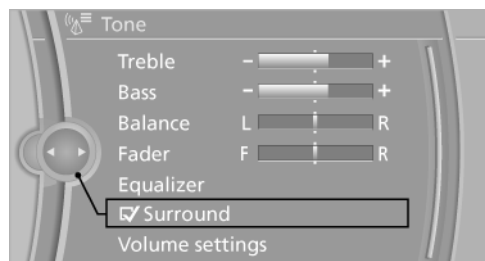 Tone
Treble - +
Bass - +
Balance L R
Fader F R
Equalizer
Surround
Volume settings